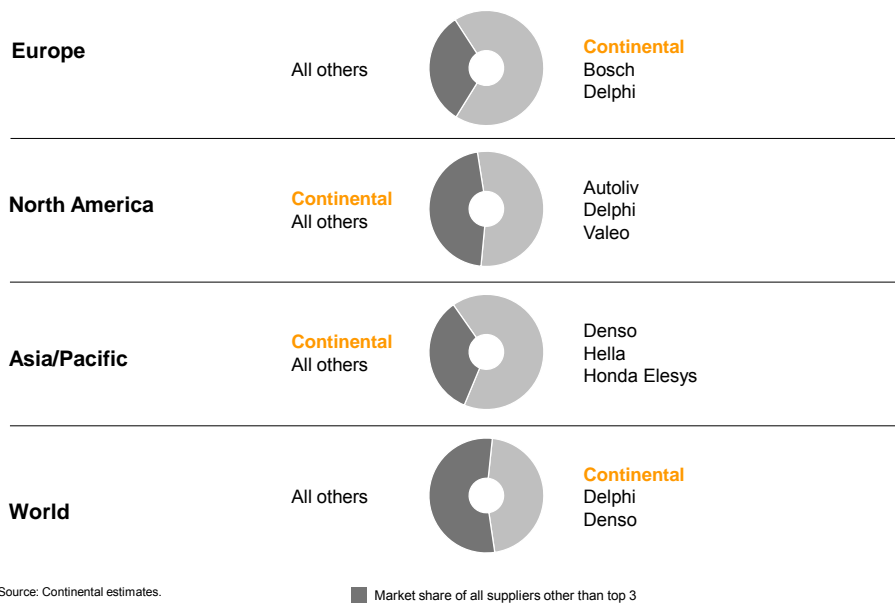 Europe
All others
Continental
Bosch
Delphi
North America
Continental
All others
Autoliv
Delphi
Valeo
Asia/Pacific
Continental
All others
Denso
Hella
Honda Elesys
World
All others
Continental
Delphi
Denso
Source: Continental estimates.
Market share of all suppliers other than top 3